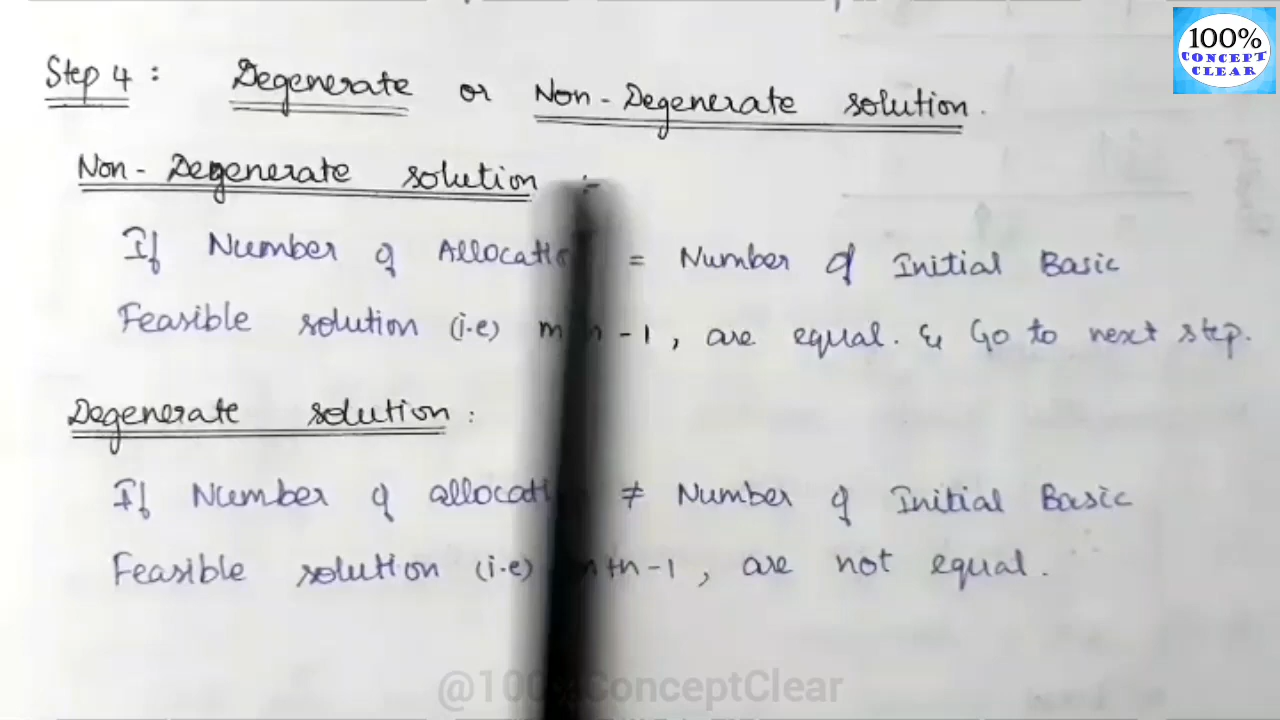 100%
CONCEPT
CLEAR
Step 4 : Degenerate or Non-Degenerate solution.
Non-Degenerate solution :-
If Number of Allocation = Number of Initial Basic
Feasible solution (i.e) m+n-1, are equal. & Go to next step.
Degenerate solution :
If Number of allocation ≠ Number of Initial Basic
Feasible solution (i.e) m+n-1, are not equal.
@100%ConceptClear